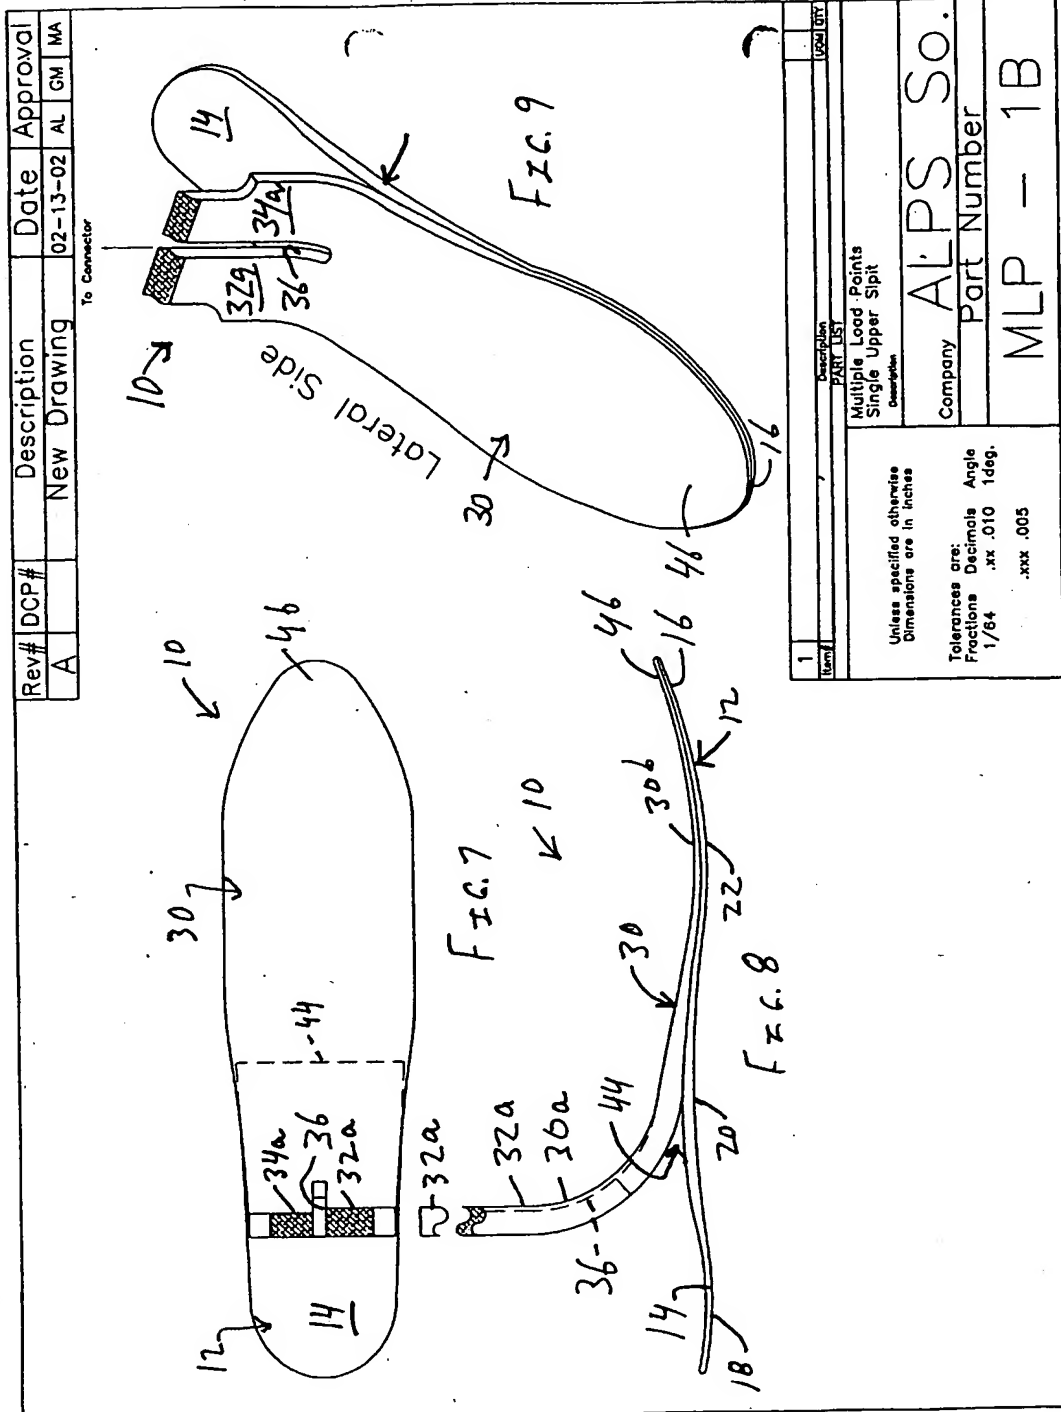 Rev# DCP# Description Date Approval
A New Drawing 02-13-02 AL GM MA
To Connector
10
30
46
12
14
34a
36
32a
44
FIG. 7
10
32a
32a
30a
36
44
30
30b
46
16
12
14
18
20
22
FIG. 8
10
32a
34a
36
14
Lateral Side
30
46
16
FIG. 9
1
Item# Description UOM QTY
PART LIST
Unless specified otherwise
Dimensions are in inches
Tolerances are:
Fractions Decimals Angle
1/64 .xx .010 1deg.
.xxx .005
Multiple Load Points
Single Upper Slpit
Description
Company ALPS So.
Part Number
MLP - 1B